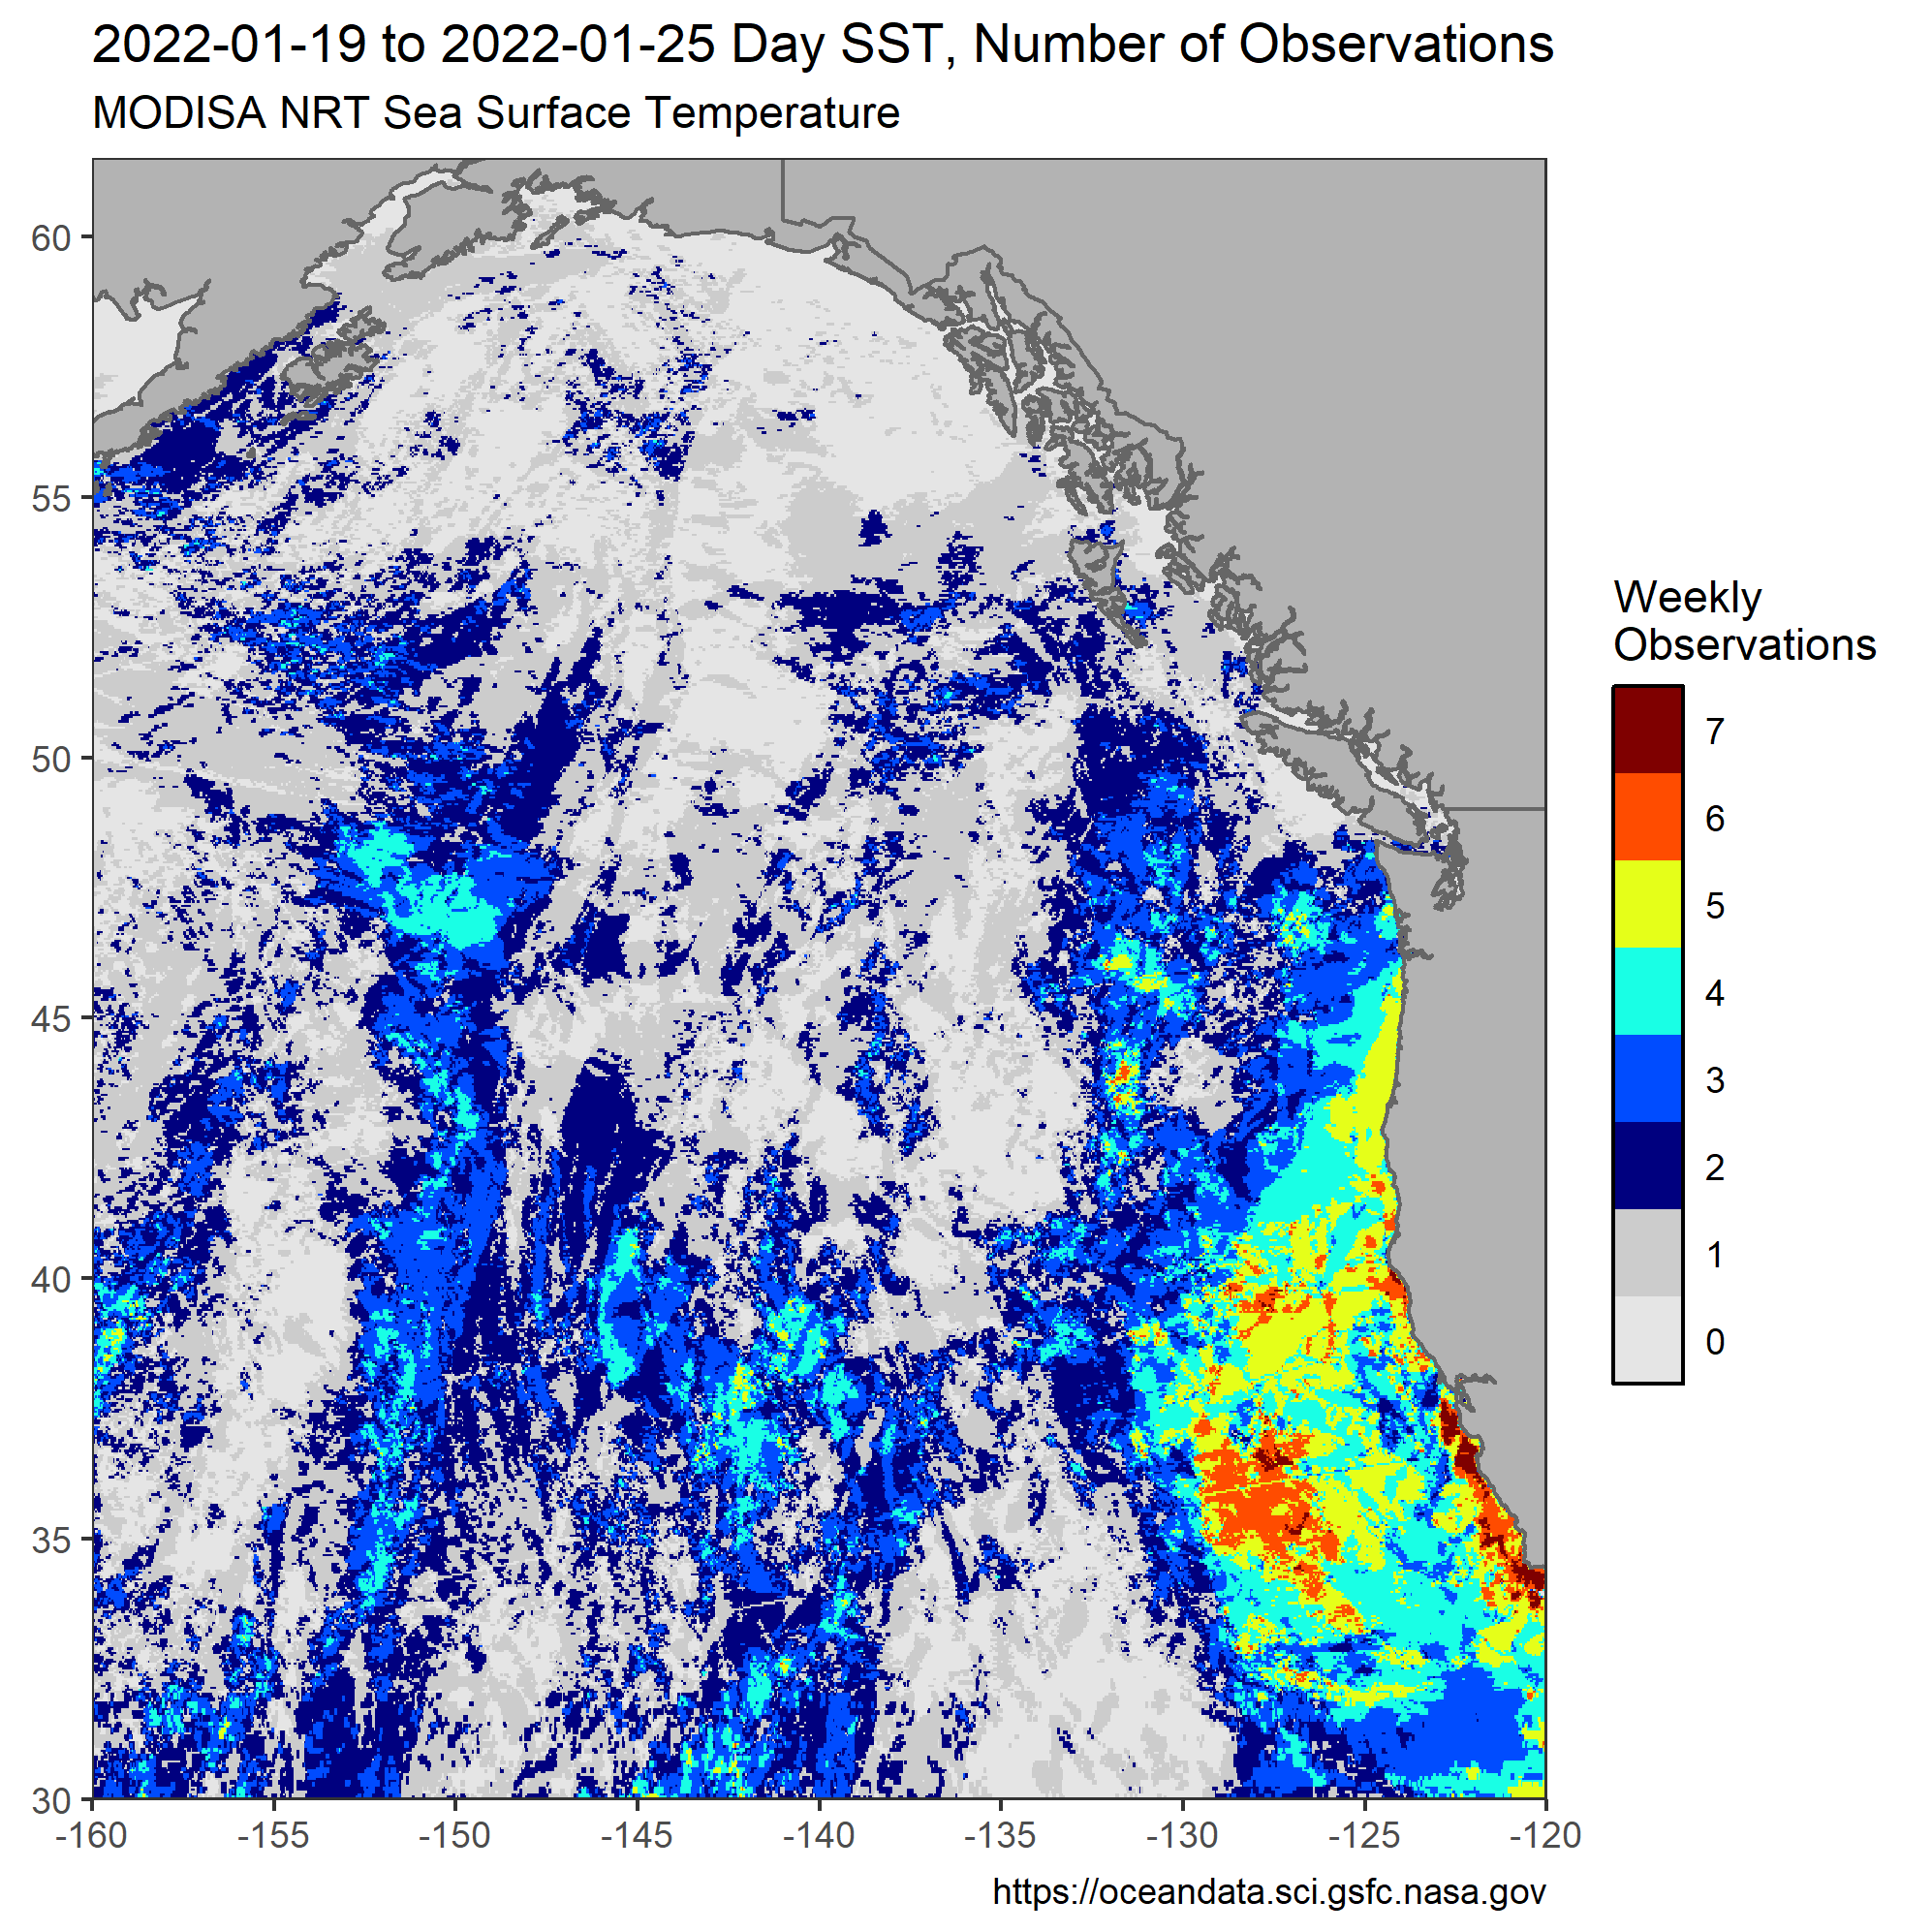 2022-01-19 to 2022-01-25 Day SST, Number of Observations
MODISA NRT Sea Surface Temperature
60
55
50
45
40
35
30
-160 -155 -150 -145 -140 -135 -130 -125 -120
Weekly
Observations
7
6
5
4
3
2
1
0
https://oceandata.sci.gsfc.nasa.gov